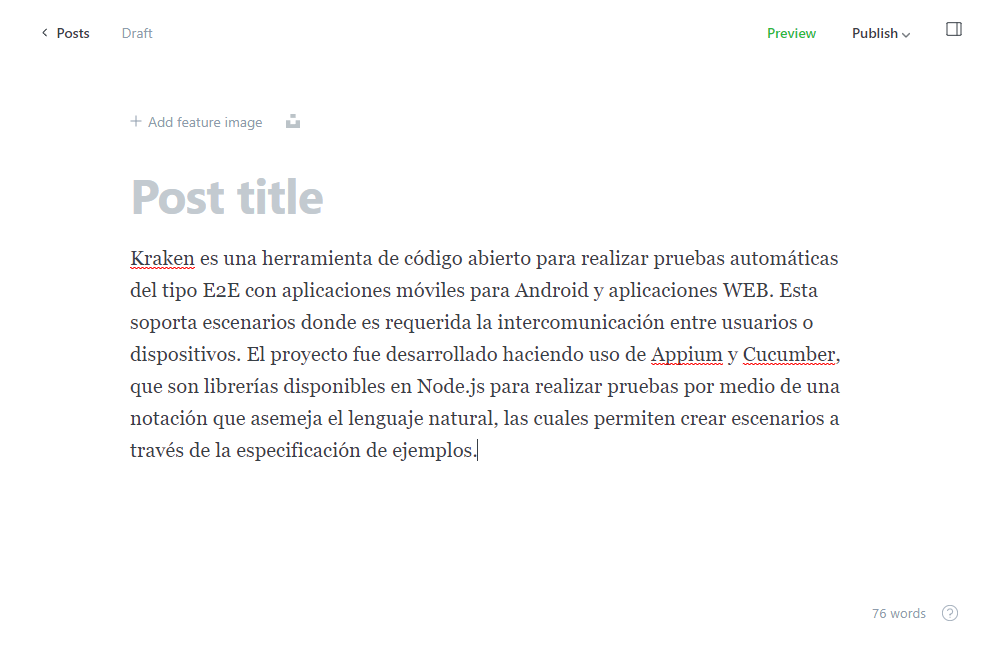 Posts
Draft
Preview
Publish
Add feature image
Post title
Kraken es una herramienta de código abierto para realizar pruebas automáticas
del tipo E2E con aplicaciones móviles para Android y aplicaciones WEB. Esta
soporta escenarios donde es requerida la intercomunicación entre usuarios o
dispositivos. El proyecto fue desarrollado haciendo uso de Appium y Cucumber,
que son librerías disponibles en Node.js para realizar pruebas por medio de una
notación que asemeja el lenguaje natural, las cuales permiten crear escenarios a
través de la especificación de ejemplos.
76 words
?